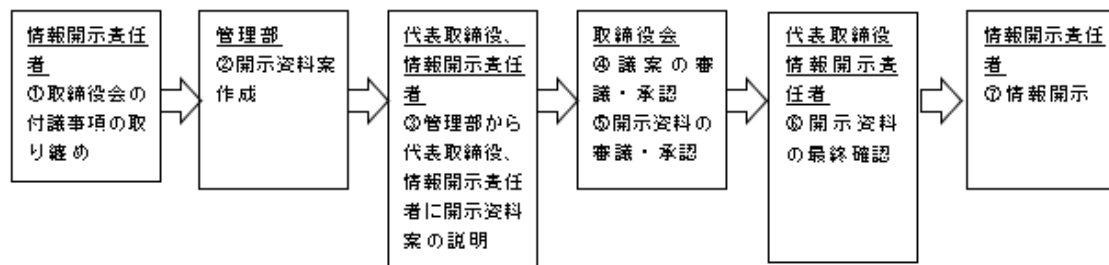 情報開示責任
者
①取締役会の
付議事項の取
り纏め
管理部
②開示資料案
作成
代表取締役、
情報開示責任
者
③管理部から
代表取締役、
情報開示責任
者に開示資料
案の説明
取締役会
④議案の審
議・承認
⑤開示資料の
審議・承認
代表取締役
情報開示責
任者
⑥開示資料
の最終確認
情報開示責任
者
⑦情報開示